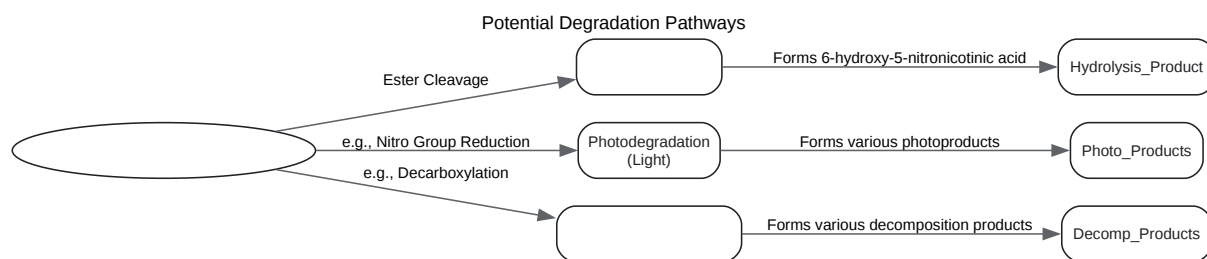 Potential Degradation Pathways
Ester Cleavage
Forms 6-hydroxy-5-nitronicotinic acid
Hydrolysis_Product
e.g., Nitro Group Reduction
Photodegradation
(Light)
Forms various photoproducts
Photo_Products
e.g., Decarboxylation
Forms various decomposition products
Decomp_Products